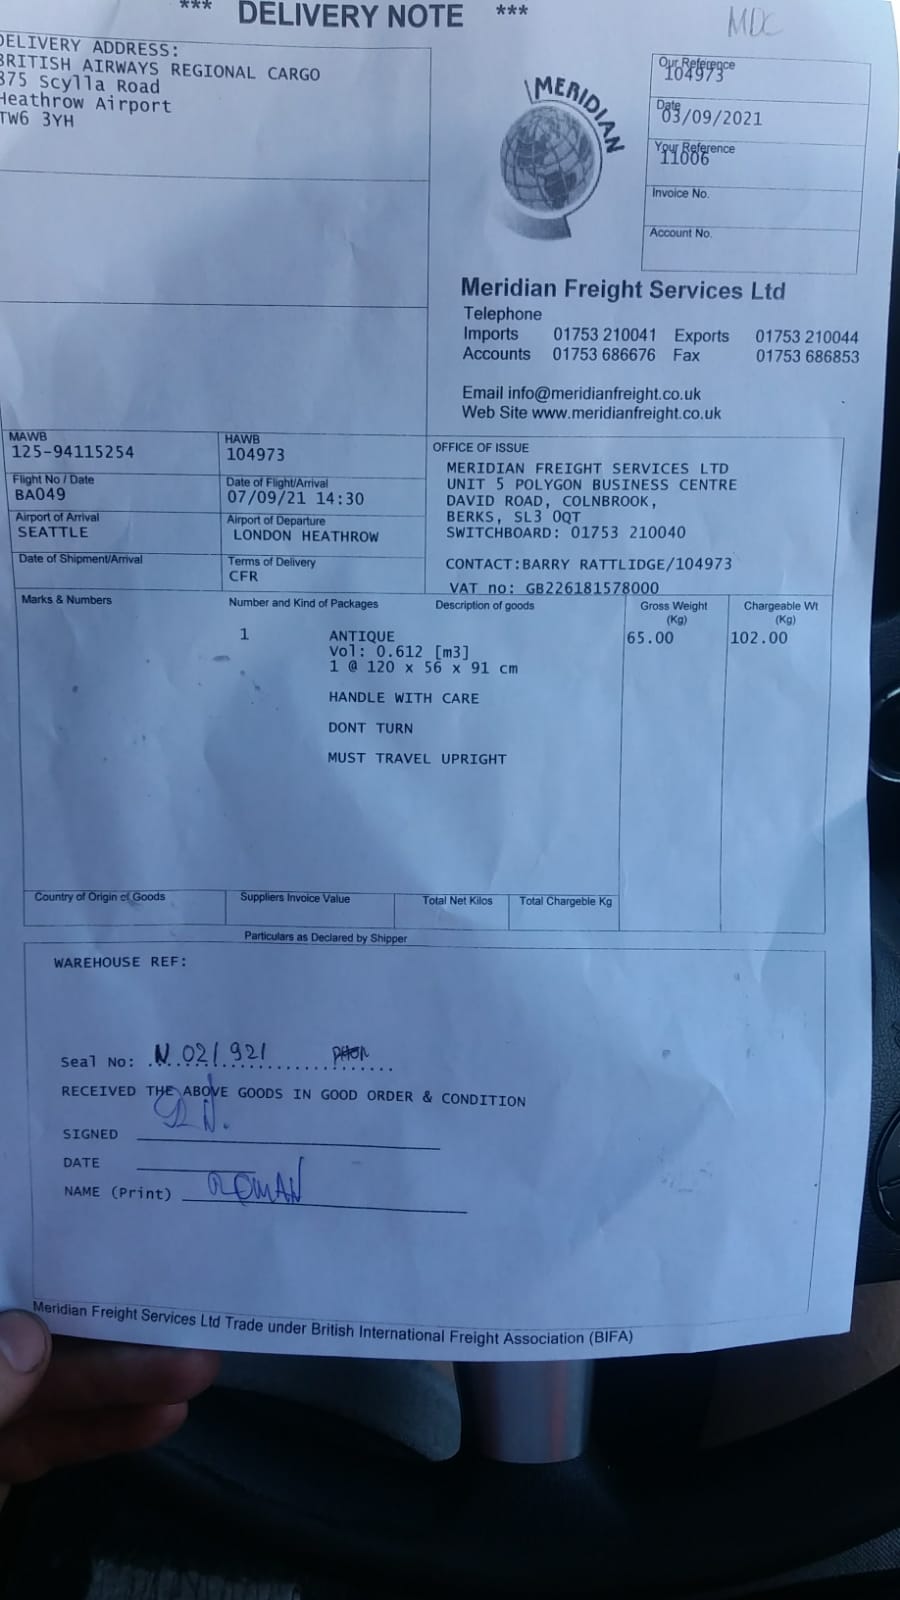 *** DELIVERY NOTE ***
MDC
DELIVERY ADDRESS:
BRITISH AIRWAYS REGIONAL CARGO
875 Scylla Road
Heathrow Airport
TW6 3YH
MERIDIAN
Our Reference
104973
Date
03/09/2021
Your Reference
11006
Invoice No.
Account No.
Meridian Freight Services Ltd
Telephone
Imports 01753 210041 Exports 01753 210044
Accounts 01753 686676 Fax 01753 686853
Email info@meridianfreight.co.uk
Web Site www.meridianfreight.co.uk
MAWB
125-94115254
HAWB
104973
Flight No / Date
BA049
Date of Flight/Arrival
07/09/21 14:30
Airport of Arrival
SEATTLE
Airport of Departure
LONDON HEATHROW
Date of Shipment/Arrival
Terms of Delivery
CFR
OFFICE OF ISSUE
MERIDIAN FREIGHT SERVICES LTD
UNIT 5 POLYGON BUSINESS CENTRE
DAVID ROAD, COLNBROOK,
BERKS, SL3 0QT
SWITCHBOARD: 01753 210040
CONTACT:BARRY RATTLIDGE/104973
VAT no: GB226181578000
Marks & Numbers Number and Kind of Packages Description of goods Gross Weight (Kg) Chargeable Wt (Kg)
1 ANTIQUE 65.00 102.00
Vol: 0.612 [m3]
1 @ 120 x 56 x 91 cm
HANDLE WITH CARE
DONT TURN
MUST TRAVEL UPRIGHT
Country of Origin of Goods Suppliers Invoice Value Total Net Kilos Total Chargeable Kg
Particulars as Declared by Shipper
WAREHOUSE REF:
Seal No: N 021921
RECEIVED THE ABOVE GOODS IN GOOD ORDER & CONDITION
SIGNED
DATE
NAME (Print) ROMAN
Meridian Freight Services Ltd Trade under British International Freight Association (BIFA)